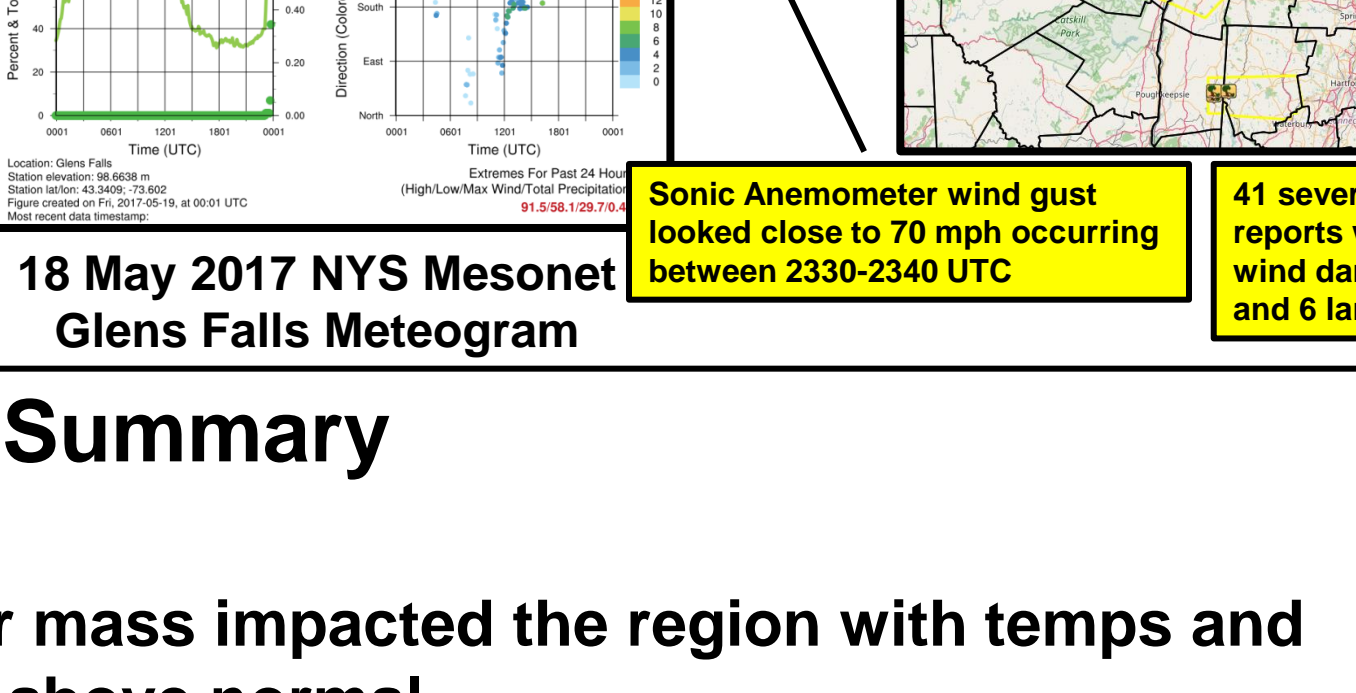 Percent & To
40
20
0
0.40
0.20
0.00
0001 0601 1201 1801 0001
Time (UTC)
Location: Glens Falls
Station elevation: 98.6638 m
Station lat/lon: 43.3409; -73.602
Figure created on Fri, 2017-05-19, at 00:01 UTC
Most recent data timestamp:
Direction (Color
South
East
North
0001 0601 1201 1801 0001
Time (UTC)
12
10
8
6
4
2
0
Extremes For Past 24 Hour
(High/Low/Max Wind/Total Precipitation
91.5/58.1/29.7/0.4
Catskill
Park
Poughkeepsie
Hartfo
Waterbury
Sonic Anemometer wind gust
looked close to 70 mph occurring
between 2330-2340 UTC
41 sever
reports
wind da
and 6 la
18 May 2017 NYS Mesonet
Glens Falls Meteogram
Summary
r mass impacted the region with temps and
above normal